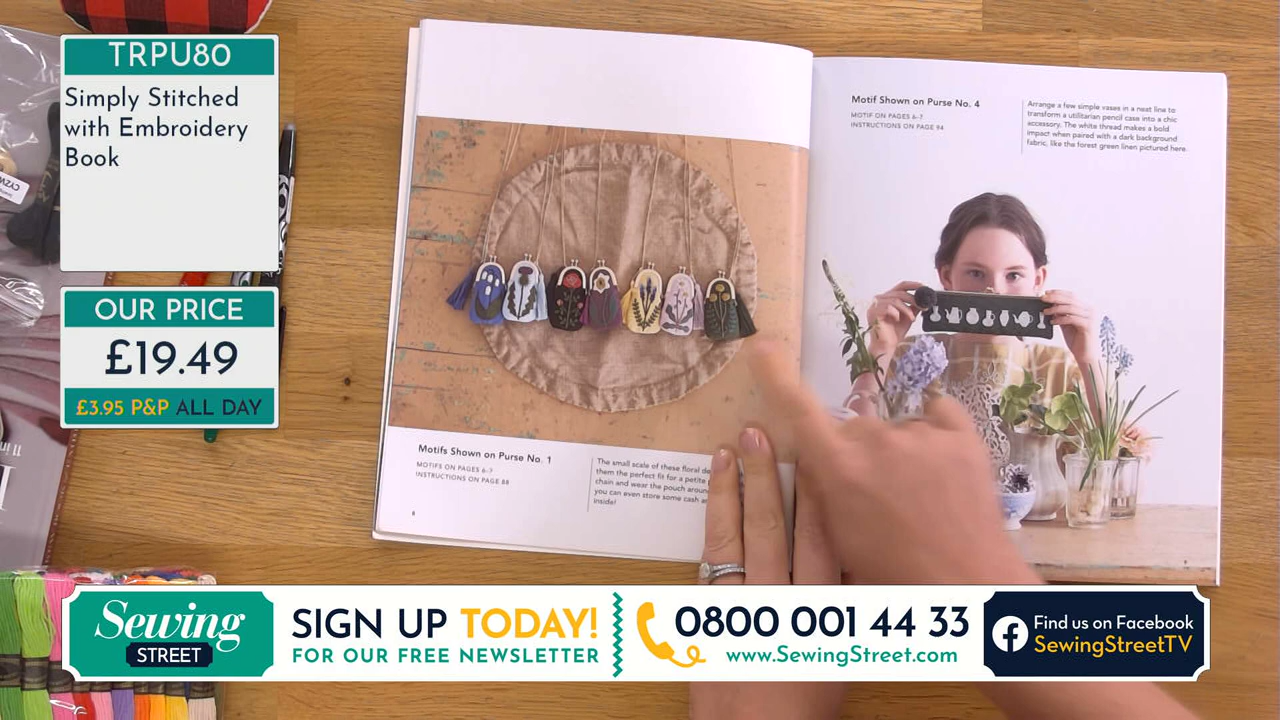 TRPU80
Simply Stitched
with Embroidery
Book
OUR PRICE
£19.49
£3.95 P&P ALL DAY
Motif Shown on Purse No. 4
MOTIF ON PAGES 6-7
INSTRUCTIONS ON PAGE 94
Arrange a few simple vases in a neat line to
transform a utilitarian pencil case into a chic
accessory. The white thread makes a bold
impact when paired with a dark background
fabric, like the forest green linen pictured here.
Motifs Shown on Purse No. 1
MOTIFS ON PAGES 6-7
INSTRUCTIONS ON PAGE 88
The small scale of these floral de
them the perfect fit for a petite
chain and wear the pouch aroun
you can even store some cash
inside!
6
Sewing
STREET
SIGN UP TODAY!
FOR OUR FREE NEWSLETTER
0800 001 44 33
www.SewingStreet.com
Find us on Facebook
SewingStreetTV